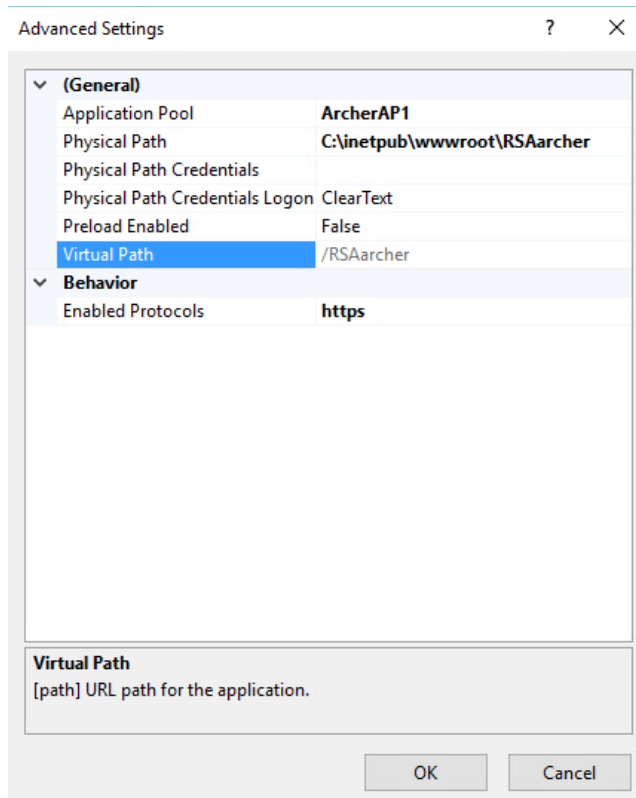 Advanced Settings ? ×
(General)
Application Pool ArcherAP1
Physical Path C:\inetpub\wwwroot\RSAarcher
Physical Path Credentials
Physical Path Credentials Logon ClearText
Preload Enabled False
Virtual Path /RSAarcher
Behavior
Enabled Protocols https
Virtual Path
[path] URL path for the application.
OK Cancel